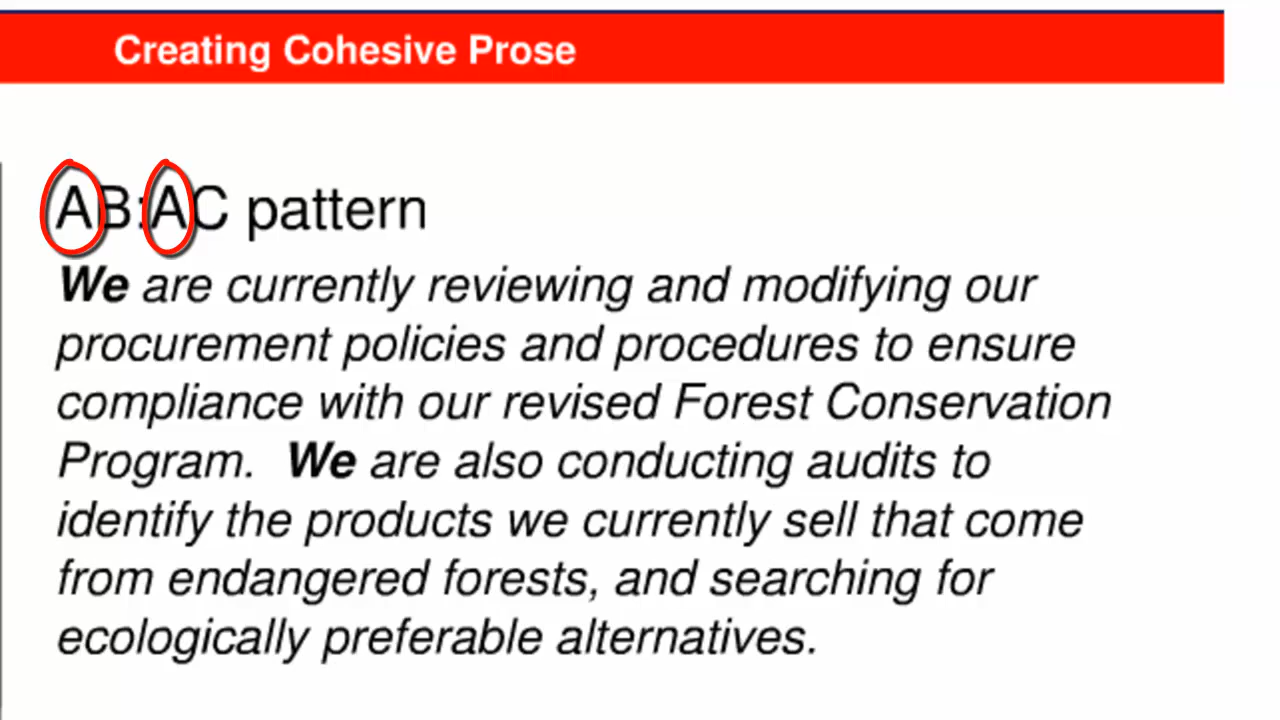 Creating Cohesive Prose
AB:AC pattern
We are currently reviewing and modifying our
procurement policies and procedures to ensure
compliance with our revised Forest Conservation
Program. We are also conducting audits to
identify the products we currently sell that come
from endangered forests, and searching for
ecologically preferable alternatives.